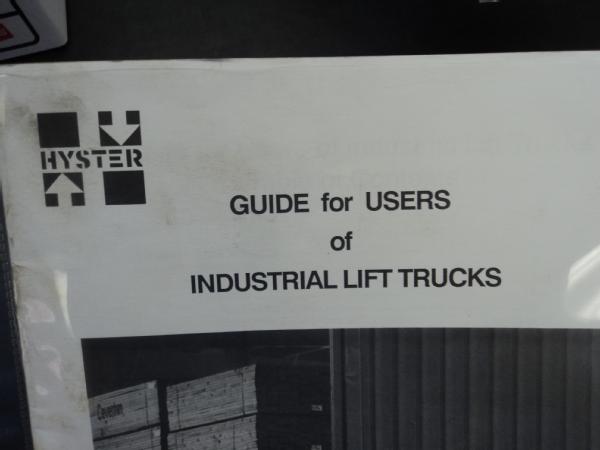 HYSTER
GUIDE for USERS
of
INDUSTRIAL LIFT TRUCKS